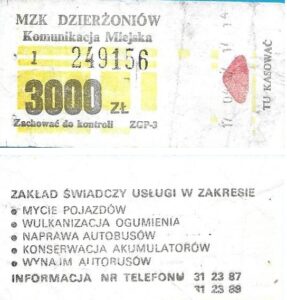 MZK DZIERŻONIÓW
Komunikacja Miejska
1 249156
3000 ZŁ
Zachować do kontroli ZGP-3
TU KASOWAĆ
ZAKŁAD ŚWIADCZY USŁUGI W ZAKRESIE
● MYCIE POJAZDÓW
● WULKANIZACJA OGUMIENIA
● NAPRAWA AUTOBUSÓW
● KONSERWACJA AKUMULATORÓW
● WYNAJM AUTOBUSÓW
INFORMACJA NR TELEFONU 31 23 87
31 23 89